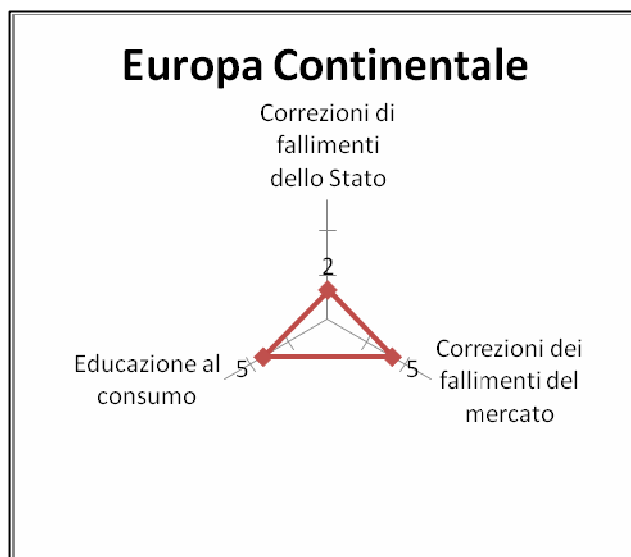 Europa Continentale
Correzioni di
fallimenti
dello Stato
2
Educazione al
consumo
5
5
Correzioni dei
fallimenti del
mercato